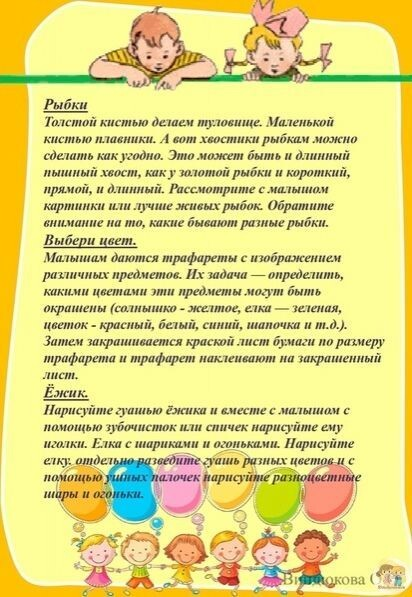 Рыбки
Толстой кистью делаем туловище. Маленькой
кистью плавники. А вот хвостики рыбкам можно
сделать как угодно. Это может быть и длинный
пышный хвост, как у золотой рыбки и короткий,
прямой, и длинный. Рассмотрите с малышом
картинки или лучше живых рыбок. Обратите
внимание на то, какие бывают разные рыбки.
Выбери цвет.
Малышам даются трафареты с изображением
различных предметов. Их задача — определить,
какими цветами эти предметы могут быть
окрашены (солнышко - желтое, елка — зеленая,
цветок - красный, белый, синий, шапочка и т.д.).
Затем закрашивается краской лист бумаги по размеру
трафарета и трафарет наклеивают на закрашенный
лист.
Ёжик.
Нарисуйте гуашью ёжика и вместе с малышом с
помощью зубочисток или спичек нарисуйте ему
иголки. Елка с шариками и огоньками. Нарисуйте
елку. отдельно разведите гуашь разных цветов и с
помощью ушных палочек нарисуйте разноцветные
шары и огоньки.